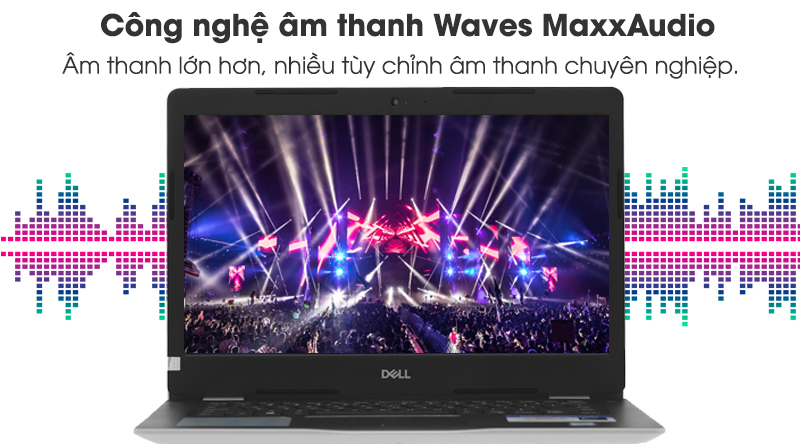 Công nghệ âm thanh Waves MaxxAudio
Âm thanh lớn hơn, nhiều tùy chỉnh âm thanh chuyên nghiệp.
DELL